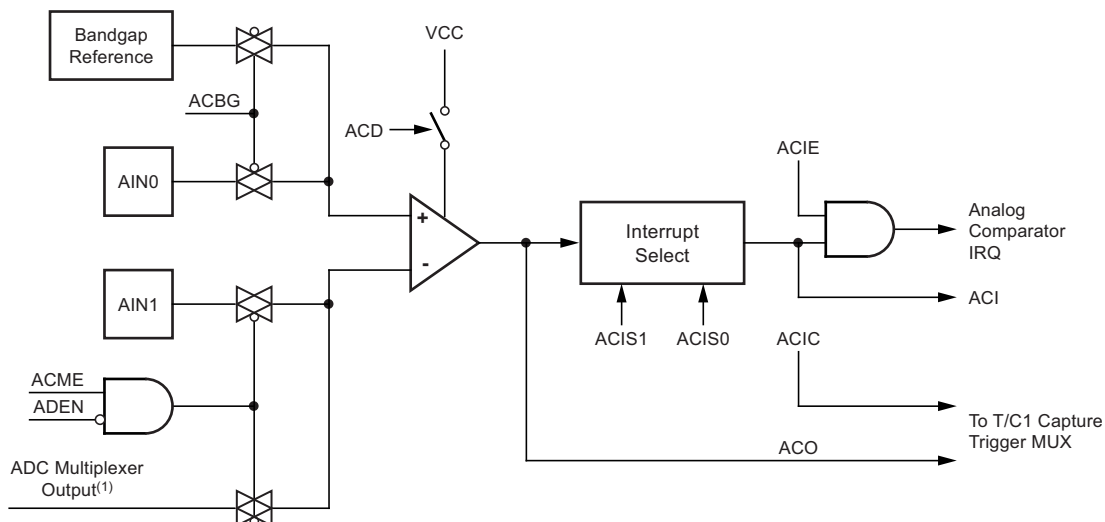 Bandgap
Reference
VCC
ACBG
ACD
ACIE
AIN0
+
Interrupt
Select
Analog
Comparator
IRQ
-
AIN1
ACI
ACIS1
ACIS0
ACIC
ACME
ADEN
To T/C1 Capture
Trigger MUX
ACO
ADC Multiplexer
Output(1)